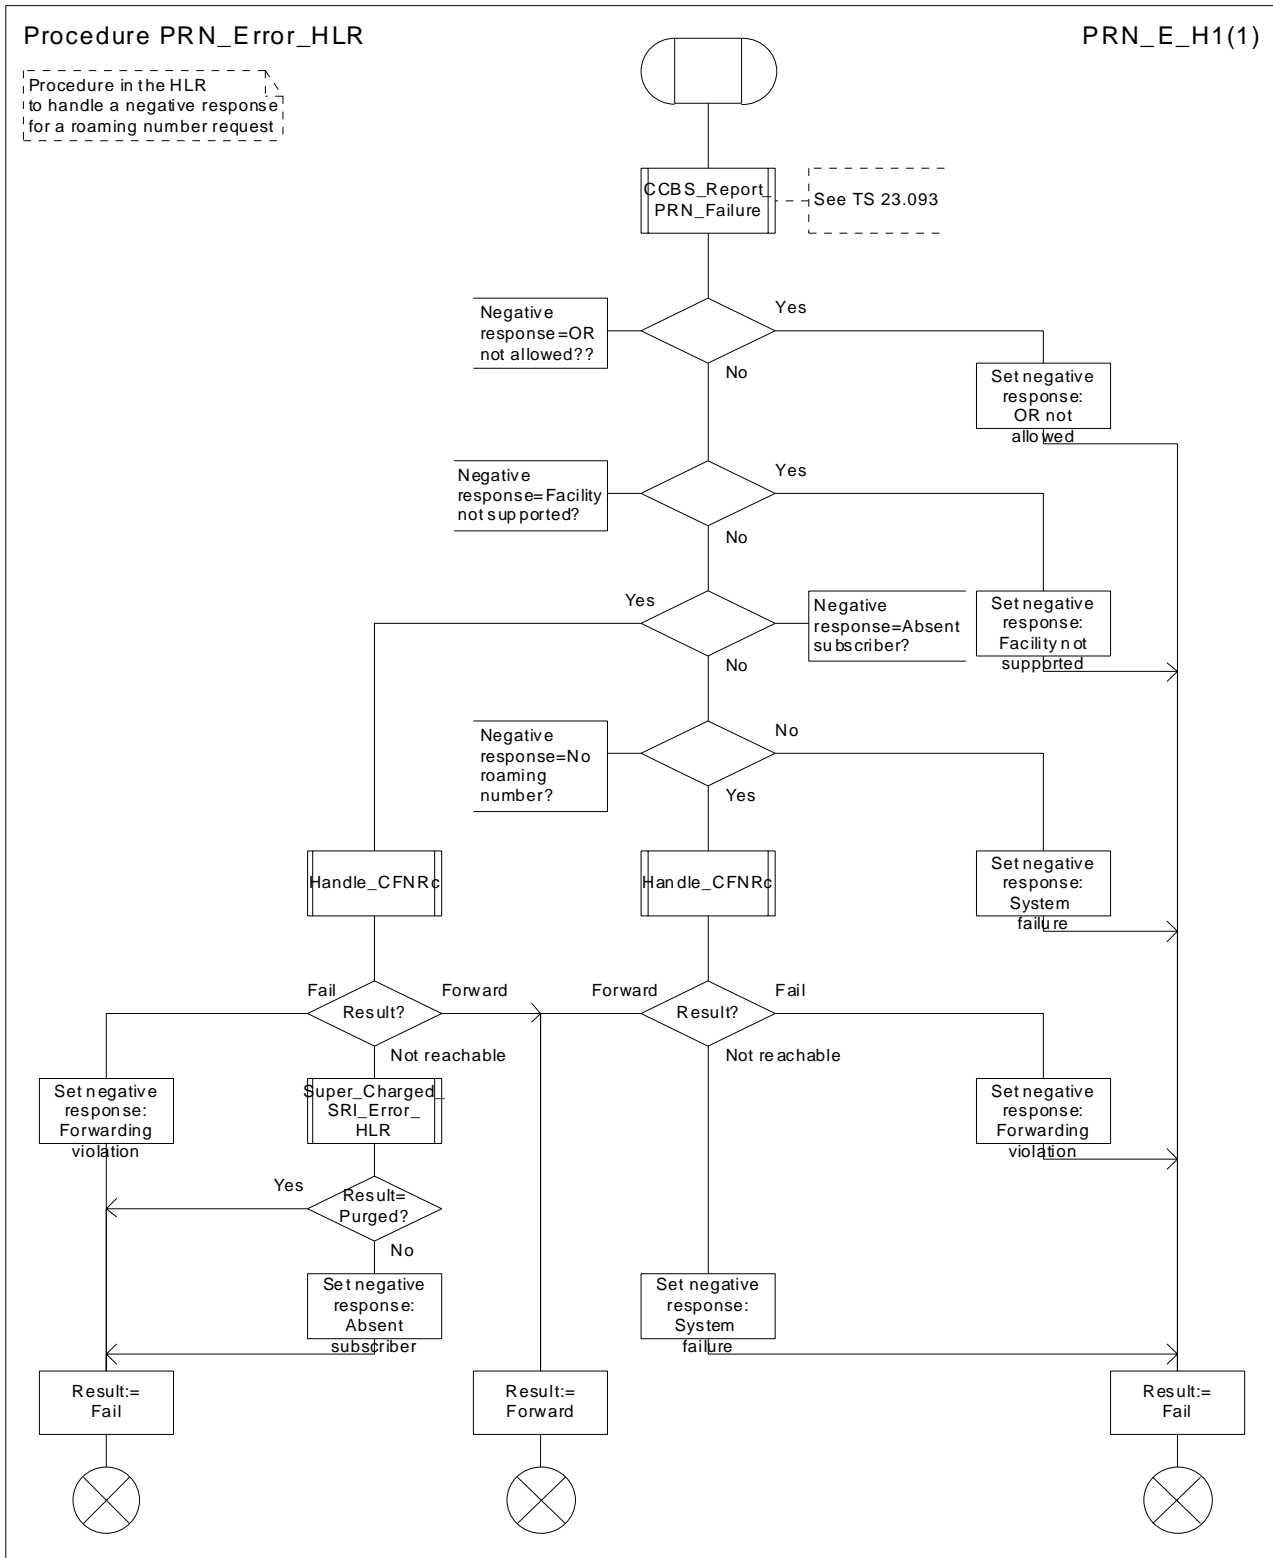 Procedure PRN_Error_HLR
PRN_E_H1(1)
Procedure in the HLR
to handle a negative response
for a roaming number request
CCBS_Report_
PRN_Failure
See TS 23.093
Negative
response=OR
not allowed??
Yes
No
Set negative
response:
OR not
allowed
Negative
response=Facility
not supported?
Yes
No
Set negative
response:
Facility not
supported
Yes
Negative
response=Absent
subscriber?
No
Negative
response=No
roaming
number?
No
Yes
Set negative
response:
System
failure
Handle_CFNRc
Handle_CFNRc
Fail
Result?
Forward
Not reachable
Forward
Result?
Fail
Not reachable
Set negative
response:
Forwarding
violation
Super_Charged_
SRI_Error_
HLR
Set negative
response:
Forwarding
violation
Yes
Result=
Purged?
No
Set negative
response:
Absent
subscriber
Set negative
response:
System
failure
Result:=
Fail
Result:=
Forward
Result:=
Fail